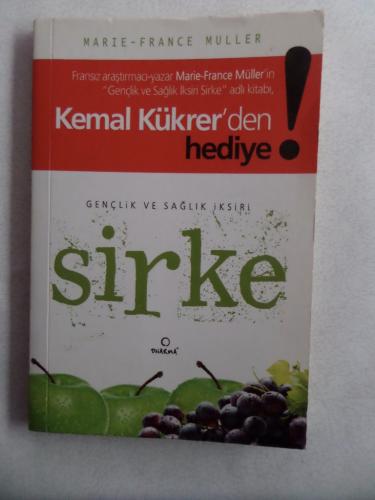 MARIE-FRANCE MULLER
Fransız araştırmacı-yazar Marie-France Müller'in
"Gençlik ve Sağlık İksiri Sirke" adlı kitabı,
Kemal Kükrer'den
hediye!
GENÇLİK VE SAĞLIK İKSİRİ
sirke
DHARMA